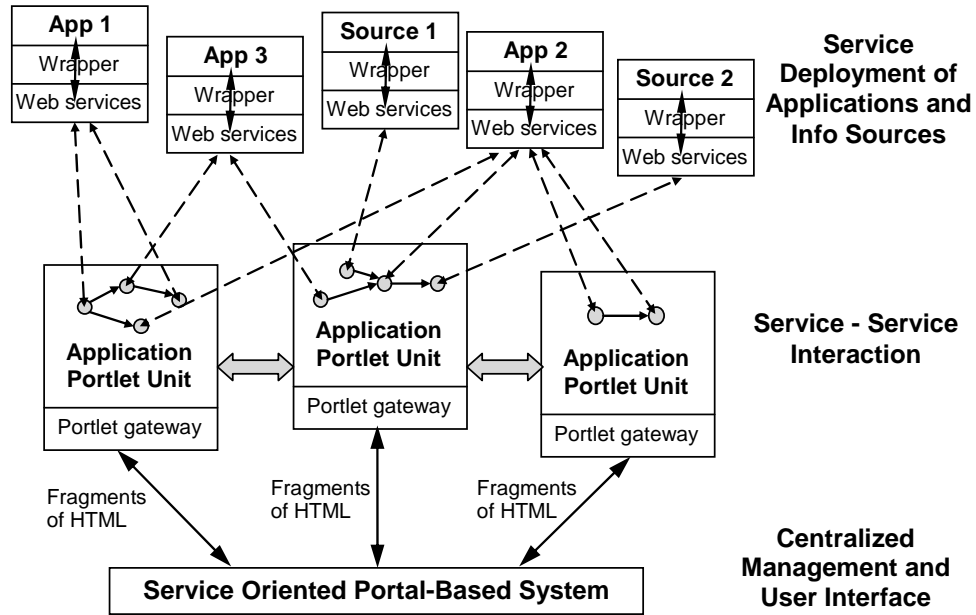 App 1
Wrapper
Web services
App 3
Wrapper
Web services
Source 1
Wrapper
Web services
App 2
Wrapper
Web services
Source 2
Wrapper
Web services
Service
Deployment of
Applications and
Info Sources
Application
Portlet Unit
Portlet gateway
Application
Portlet Unit
Portlet gateway
Application
Portlet Unit
Portlet gateway
Service - Service
Interaction
Fragments
of HTML
Fragments
of HTML
Fragments
of HTML
Service Oriented Portal-Based System
Centralized
Management and
User Interface